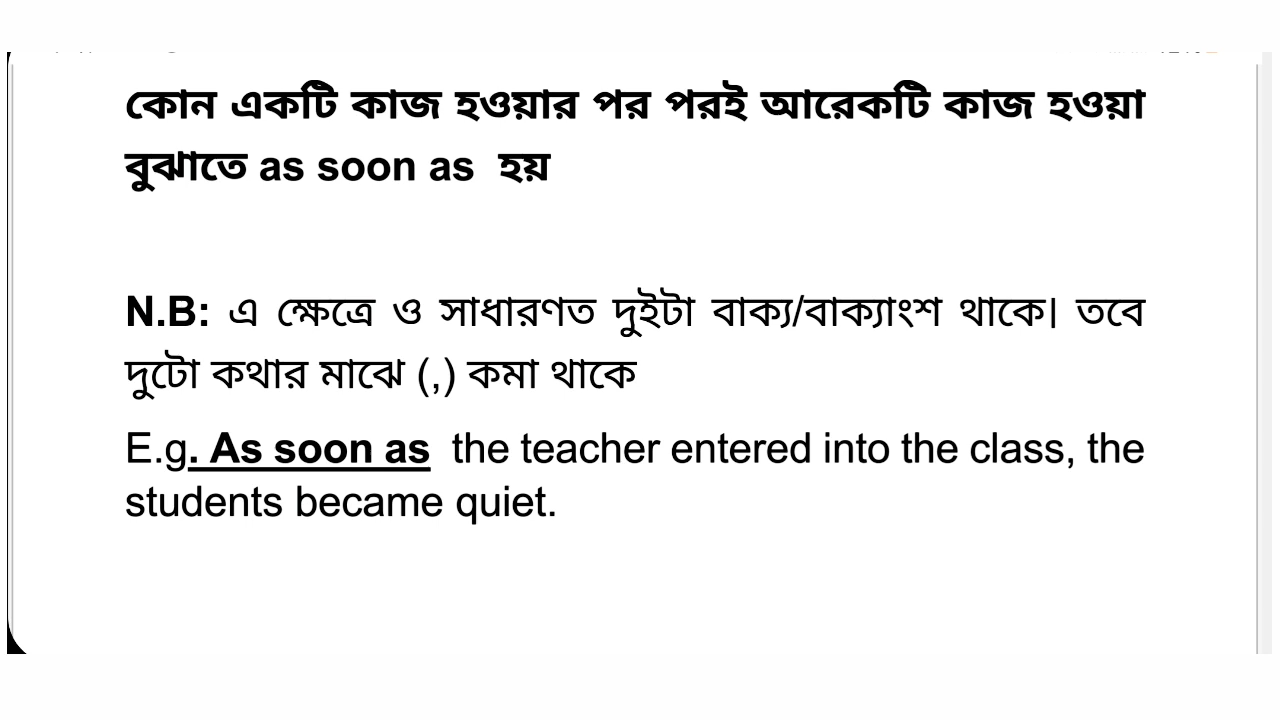 কোন একটি কাজ হওয়ার পর পরই আরেকটি কাজ হওয়া
বুঝাতে as soon as হয়
N.B: এ ক্ষেত্রে ও সাধারণত দুইটা বাক্য/বাক্যাংশ থাকে। তবে
দুটো কথার মাঝে (,) কমা থাকে
E.g. As soon as the teacher entered into the class, the
students became quiet.